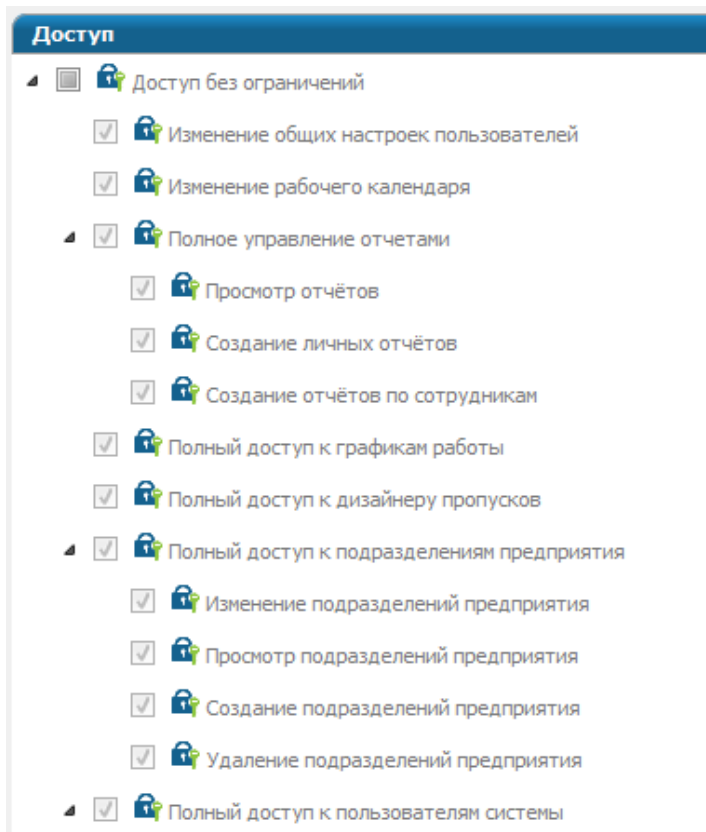 Доступ
Доступ без ограничений
Изменение общих настроек пользователей
Изменение рабочего календаря
Полное управление отчетами
Просмотр отчётов
Создание личных отчётов
Создание отчётов по сотрудникам
Полный доступ к графикам работы
Полный доступ к дизайнеру пропусков
Полный доступ к подразделениям предприятия
Изменение подразделений предприятия
Просмотр подразделений предприятия
Создание подразделений предприятия
Удаление подразделений предприятия
Полный доступ к пользователям системы